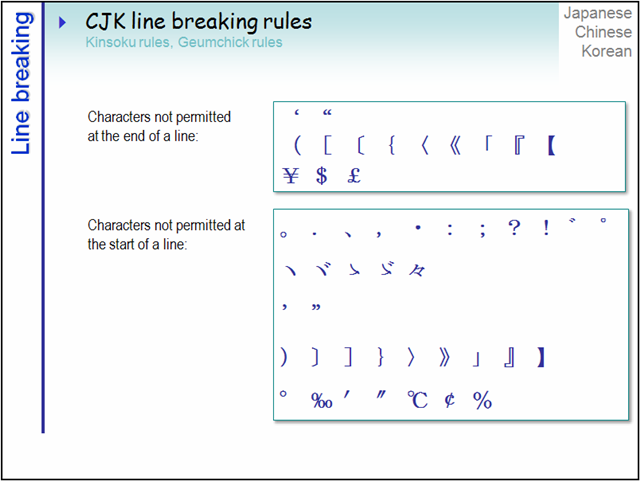 Line breaking
CJK line breaking rules
Kinsoku rules, Geumchick rules
Japanese
Chinese
Korean
Characters not permitted
at the end of a line:
‘ “
( [ 〔 { 〈 《 「 『 【
¥ $ £
Characters not permitted at
the start of a line:
。 . 、 , ・ : ; ? ! ゛ ゜
ヽ ヾ ゝ ゞ 々
’ ”
) 〕 ] } 〉 》 」 』 】
° ‰ ′ ″ ℃ ¢ %